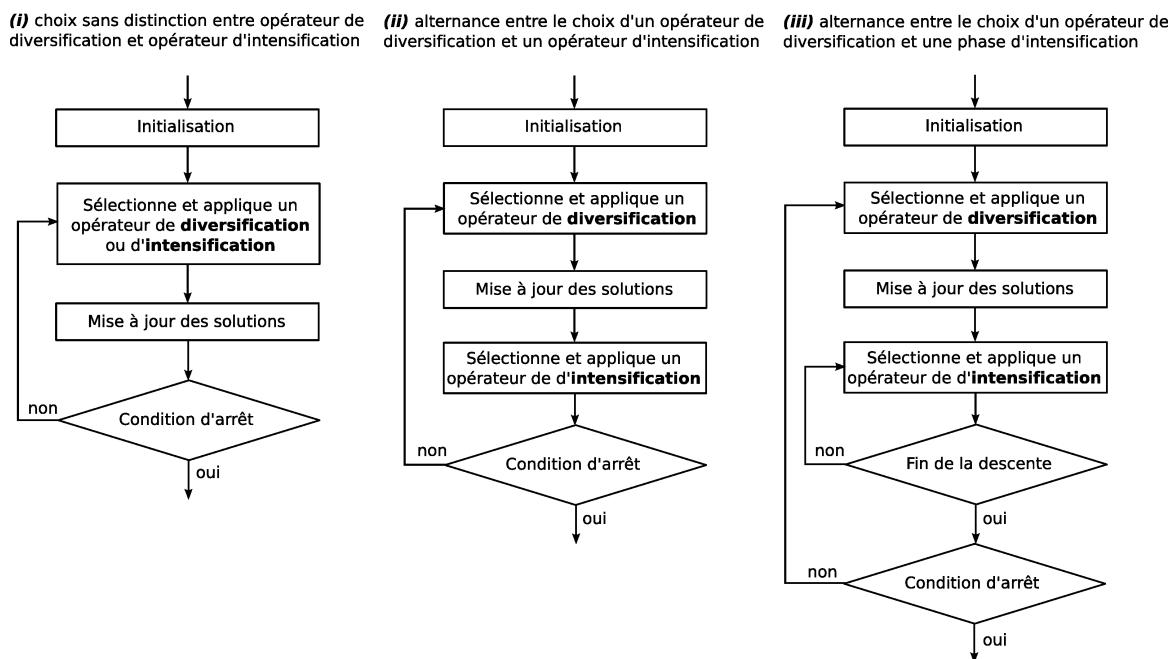 (i) choix sans distinction entre opérateur de
diversification et opérateur d'intensification
Initialisation
Sélectionne et applique un
opérateur de diversification
ou d'intensification
Mise à jour des solutions
Condition d'arrêt
non
oui
(ii) alternance entre le choix d'un opérateur de
diversification et un opérateur d'intensification
Initialisation
Sélectionne et applique un
opérateur de diversification
Mise à jour des solutions
Sélectionne et applique un
opérateur de d'intensification
Condition d'arrêt
non
oui
(iii) alternance entre le choix d'un opérateur de
diversification et une phase d'intensification
Initialisation
Sélectionne et applique un
opérateur de diversification
Mise à jour des solutions
Sélectionne et applique un
opérateur de d'intensification
non
Fin de la descente
oui
non
Condition d'arrêt
oui